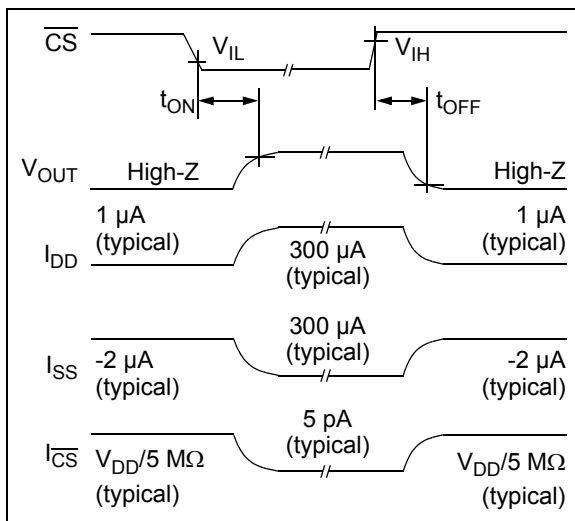 CS
V_IL
V_IH
t_ON
t_OFF
V_OUT
High-Z
High-Z
1 µA
(typical)
1 µA
(typical)
I_DD
300 µA
(typical)
300 µA
(typical)
I_SS
-2 µA
(typical)
-2 µA
(typical)
5 pA
(typical)
I_CS
V_DD/5 MΩ
(typical)
V_DD/5 MΩ
(typical)